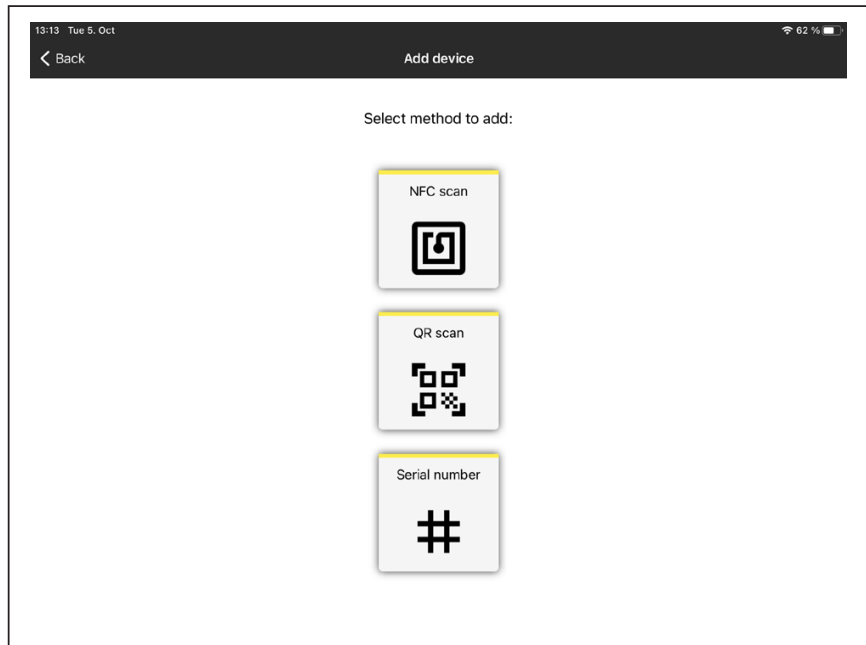 13:13 Tue 5. Oct
62 %
Back
Add device
Select method to add:
NFC scan
QR scan
Serial number